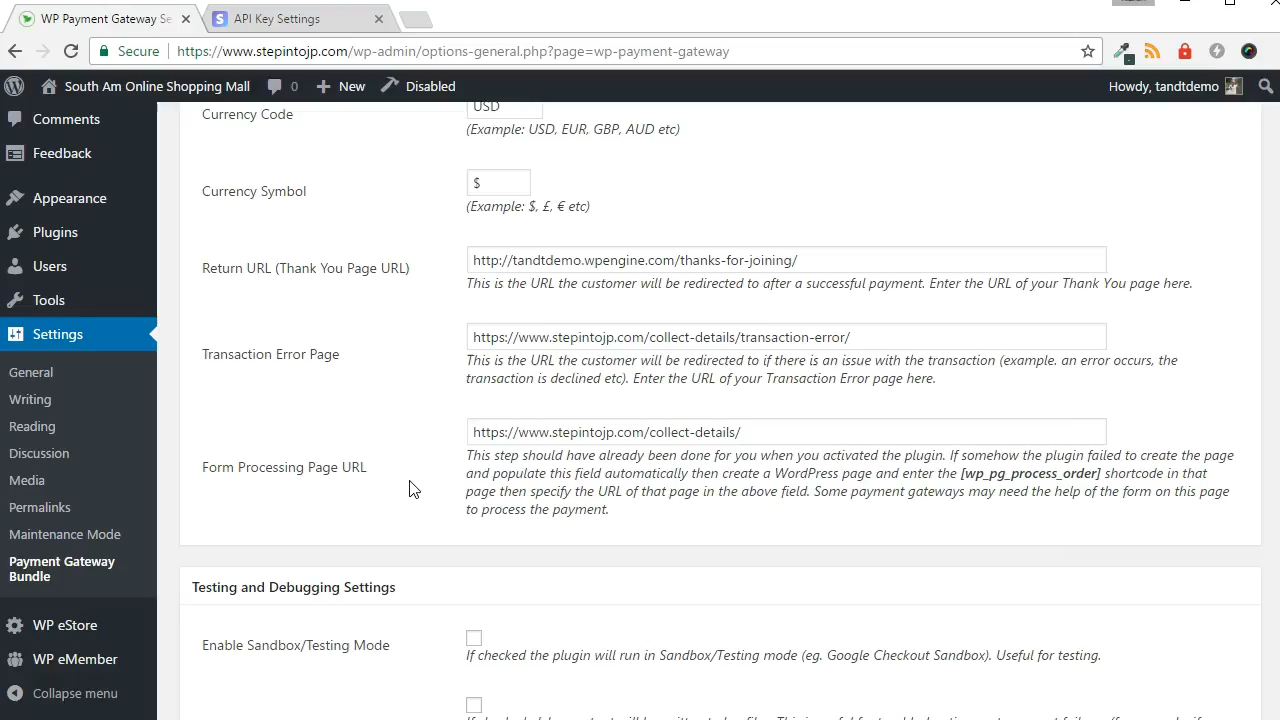 WP Payment Gateway Se
API Key Settings
Secure
https://www.stepintojp.com/wp-admin/options-general.php?page=wp-payment-gateway
South Am Online Shopping Mall
0
New
Disabled
Howdy, tandtdemo
Comments
Feedback
Appearance
Plugins
Users
Tools
Settings
General
Writing
Reading
Discussion
Media
Permalinks
Maintenance Mode
Payment Gateway
Bundle
WP eStore
WP eMember
Collapse menu
Currency Code
USD
(Example: USD, EUR, GBP, AUD etc)
Currency Symbol
$
(Example: $, £, € etc)
Return URL (Thank You Page URL)
http://tandtdemo.wpengine.com/thanks-for-joining/
This is the URL the customer will be redirected to after a successful payment. Enter the URL of your Thank You page here.
Transaction Error Page
https://www.stepintojp.com/collect-details/transaction-error/
This is the URL the customer will be redirected to if there is an issue with the transaction (example. an error occurs, the
transaction is declined etc). Enter the URL of your Transaction Error page here.
Form Processing Page URL
https://www.stepintojp.com/collect-details/
This step should have already been done for you when you activated the plugin. If somehow the plugin failed to create the page
and populate this field automatically then create a WordPress page and enter the [wp_pg_process_order] shortcode in that
page then specify the URL of that page in the above field. Some payment gateways may need the help of the form on this page
to process the payment.
Testing and Debugging Settings
Enable Sandbox/Testing Mode
If checked the plugin will run in Sandbox/Testing mode (eg. Google Checkout Sandbox). Useful for testing.